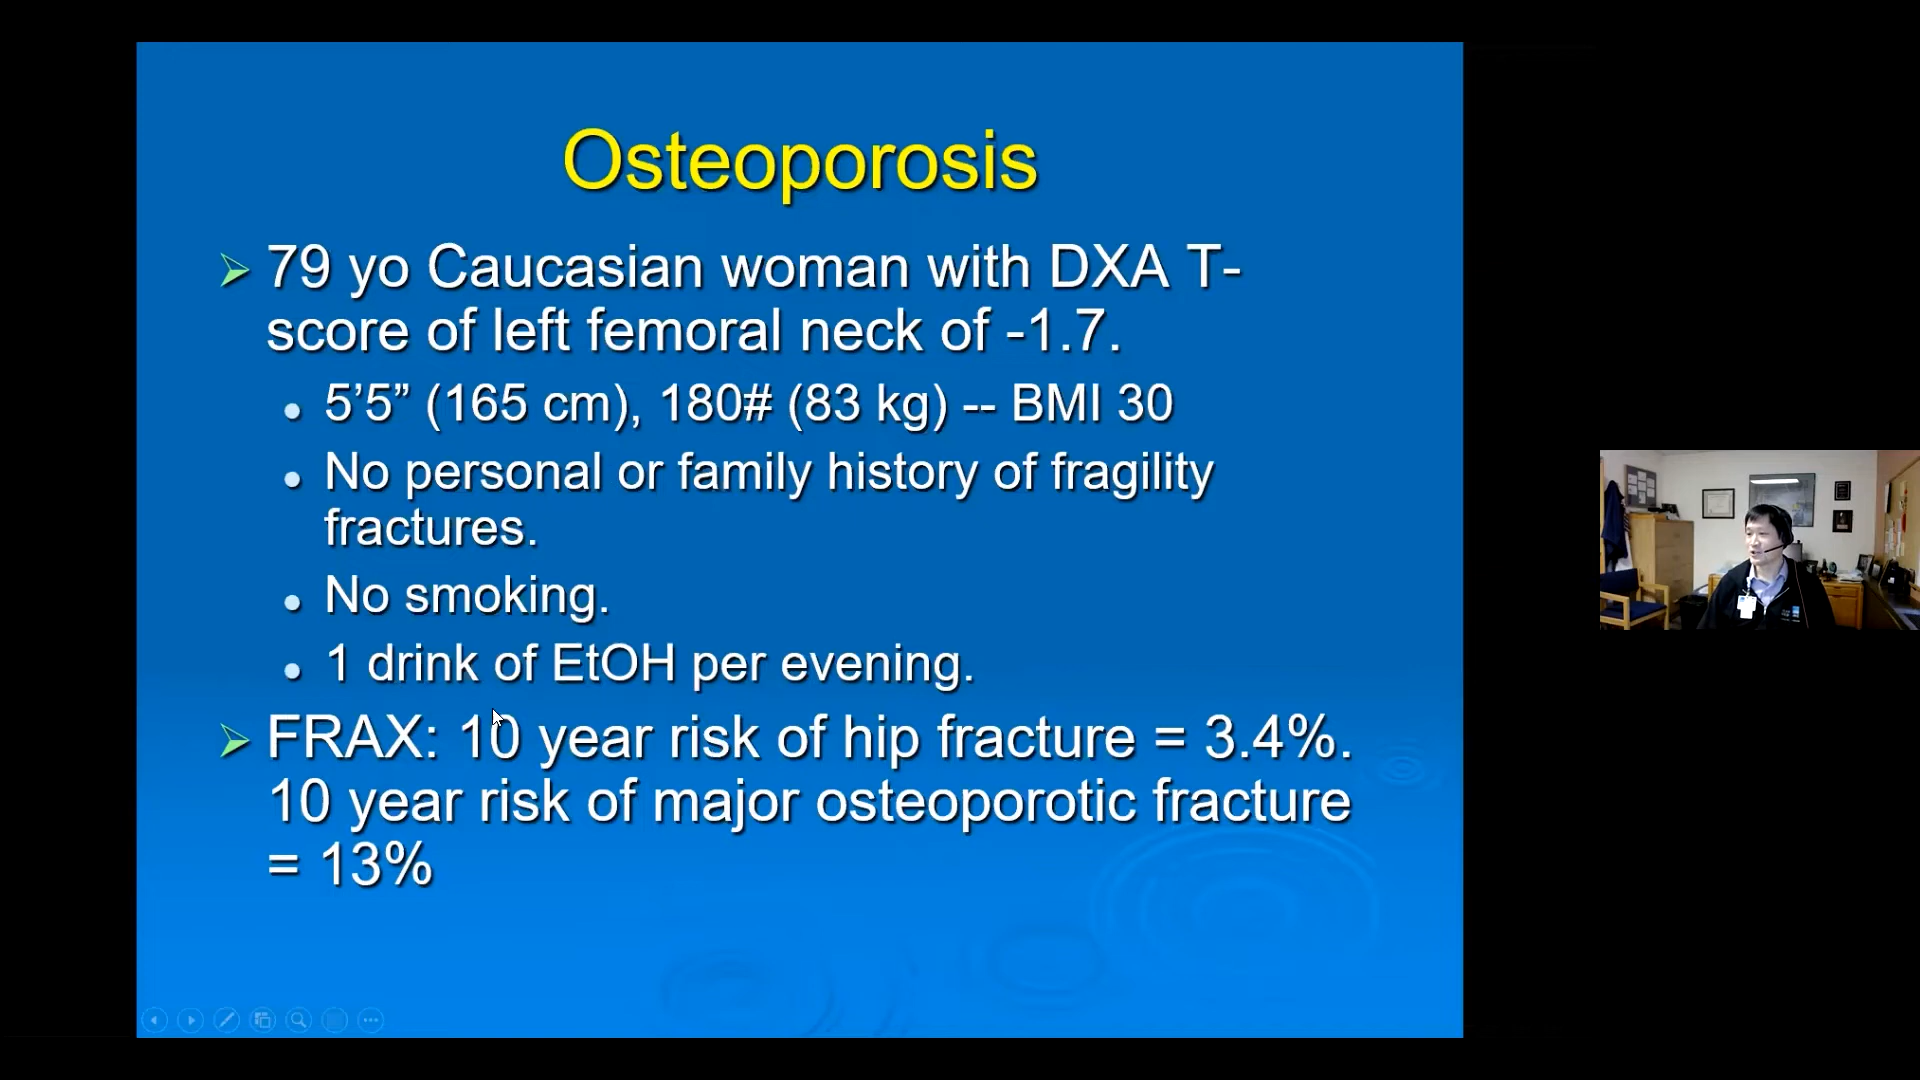 Osteoporosis
79 yo Caucasian woman with DXA T-
score of left femoral neck of -1.7.
5’5” (165 cm), 180# (83 kg) -- BMI 30
No personal or family history of fragility
fractures.
No smoking.
1 drink of EtOH per evening.
FRAX: 10 year risk of hip fracture = 3.4%.
10 year risk of major osteoporotic fracture
= 13%